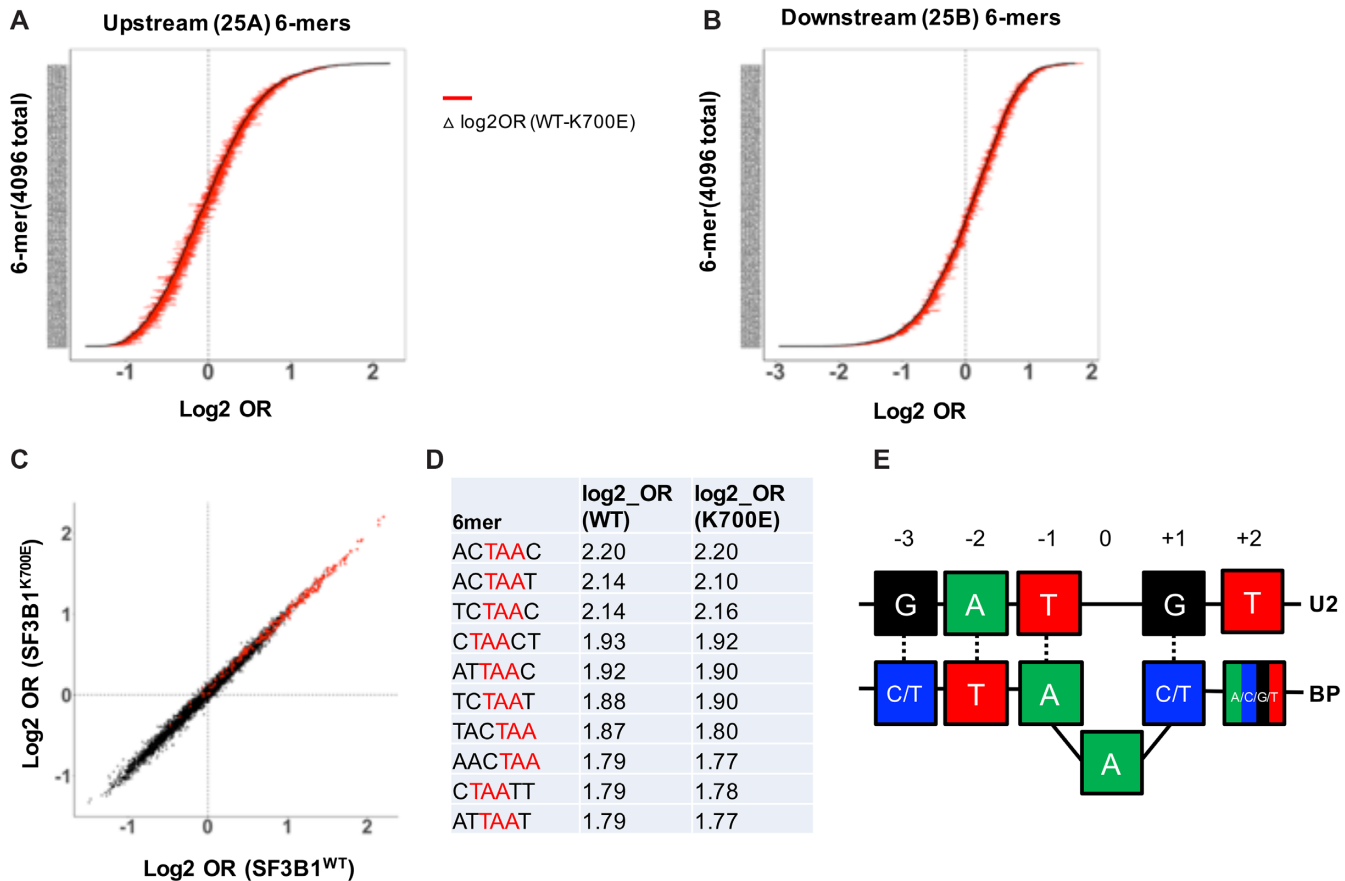 A
Upstream (25A) 6-mers
6-mer(4096 total)
-1 0 1 2
Log2 OR
△ log2OR (WT-K700E)
B
Downstream (25B) 6-mers
6-mer(4096 total)
-3 -2 -1 0 1 2
Log2 OR
C
Log2 OR (SF3B1K700E)
2
1
0
-1
-1 0 1 2
Log2 OR (SF3B1WT)
D
6mer log2_OR (WT) log2_OR (K700E)
ACTAAC 2.20 2.20
ACTAAT 2.14 2.10
TCTAAC 2.14 2.16
CTAACT 1.93 1.92
ATTAAC 1.92 1.90
TCTAAT 1.88 1.90
TACTAA 1.87 1.80
AACTAA 1.79 1.77
CTAATT 1.79 1.78
ATTAAT 1.79 1.77
E
-3 -2 -1 0 +1 +2
G A T G T U2
C/T T A C/T A/C/G/T BP
A